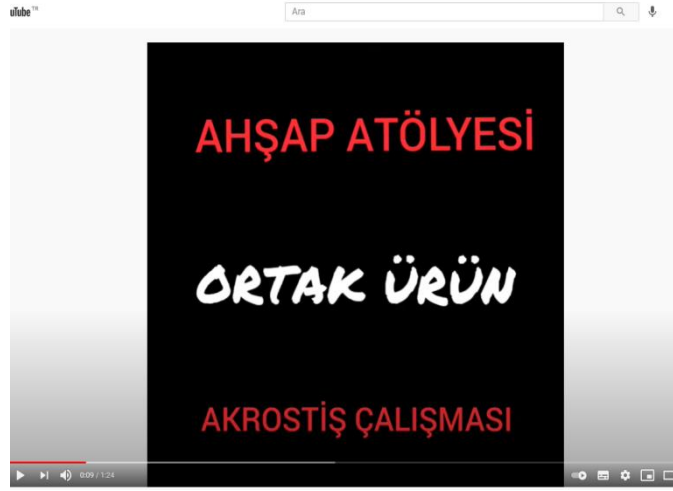 uTube TR
Ara
AHŞAP ATÖLYESİ
ORTAK ÜRÜN
AKROSTİŞ ÇALIŞMASI
0:09 / 1:24